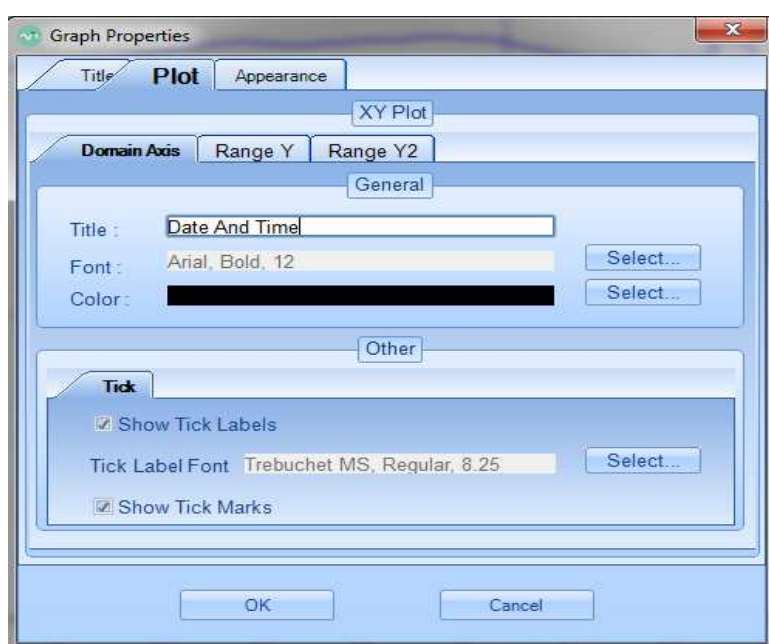 Graph Properties
Title Plot Appearance
XY Plot
Domain Axis Range Y Range Y2
General
Title : Date And Time
Font : Arial, Bold, 12 Select...
Color : Select...
Other
Tick
Show Tick Labels
Tick Label Font Trebuchet MS, Regular, 8.25 Select...
Show Tick Marks
OK Cancel